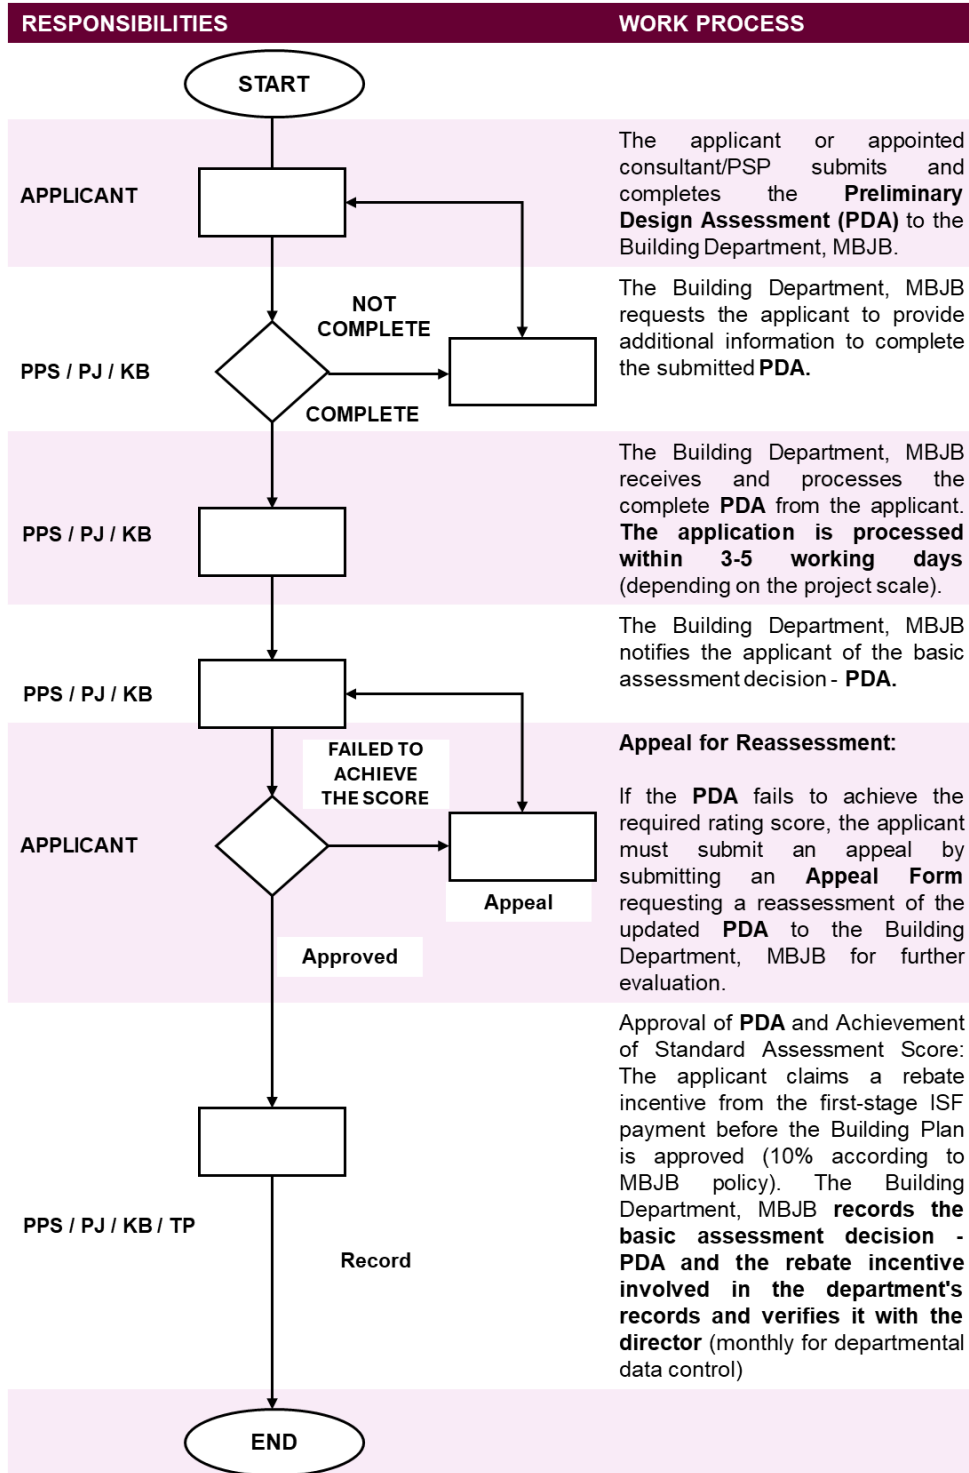 RESPONSIBILITIES WORK PROCESS
START
APPLICANT
The applicant or appointed
consultant/PSP submits and
completes the Preliminary
Design Assessment (PDA) to the
Building Department, MBJB.
NOT
COMPLETE
PPS / PJ / KB
COMPLETE
The Building Department, MBJB
requests the applicant to provide
additional information to complete
the submitted PDA.
PPS / PJ / KB
The Building Department, MBJB
receives and processes the
complete PDA from the applicant.
The application is processed
within 3-5 working days
(depending on the project scale).
PPS / PJ / KB
The Building Department, MBJB
notifies the applicant of the basic
assessment decision - PDA.
FAILED TO
ACHIEVE
THE SCORE
APPLICANT
Appeal
Approved
Appeal for Reassessment:
If the PDA fails to achieve the
required rating score, the applicant
must submit an appeal by
submitting an Appeal Form
requesting a reassessment of the
updated PDA to the Building
Department, MBJB for further
evaluation.
PPS / PJ / KB / TP
Record
Approval of PDA and Achievement
of Standard Assessment Score:
The applicant claims a rebate
incentive from the first-stage ISF
payment before the Building Plan
is approved (10% according to
MBJB policy). The Building
Department, MBJB records the
basic assessment decision -
PDA and the rebate incentive
involved in the department's
records and verifies it with the
director (monthly for departmental
data control)
END